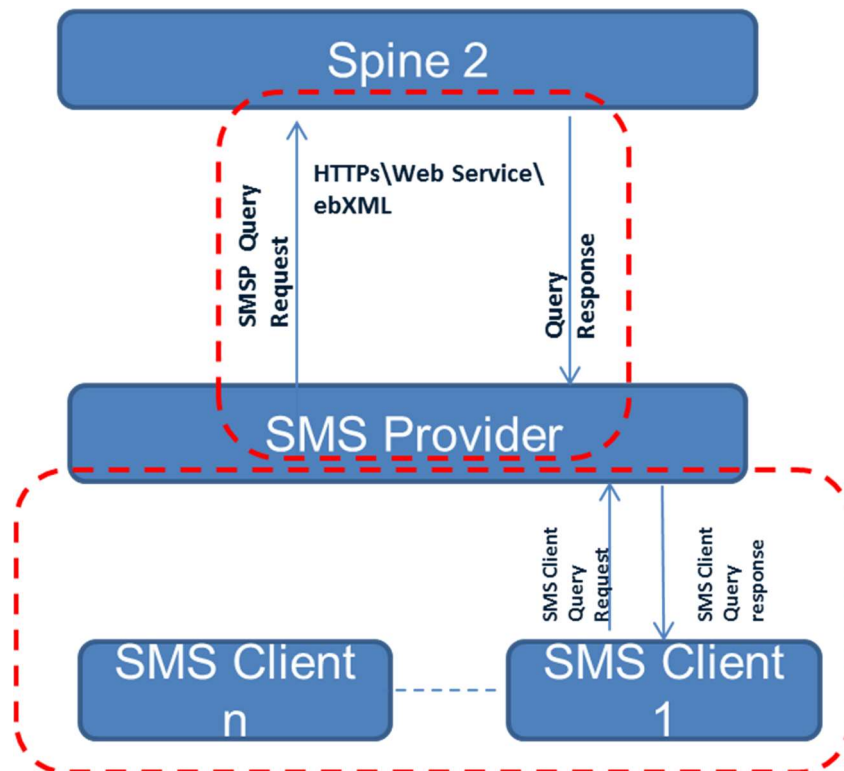 Spine 2
HTTPs\Web Service\
ebXML
SMSP Query
Request
Query
Response
SMS Provider
SMS Client
Query
Request
SMS Client
Query
response
SMS Client
n
SMS Client
1